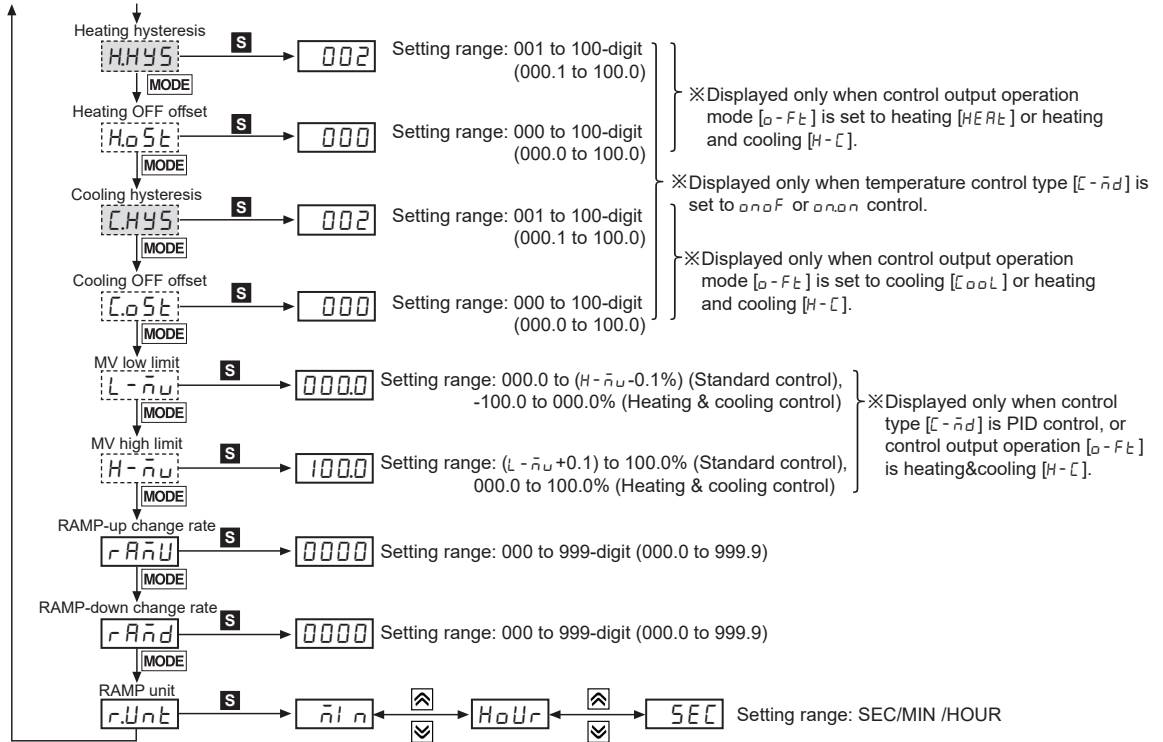 Heating hysteresis
H.HYS
S
002
Setting range: 001 to 100-digit
(000.1 to 100.0)
MODE
※Displayed only when control output operation
mode [o-Ft] is set to heating [HEAt] or heating
and cooling [H-C].
Heating OFF offset
H.oSt
S
000
Setting range: 000 to 100-digit
(000.0 to 100.0)
MODE
※Displayed only when temperature control type [C-ñd] is
set to onoF or on.on control.
Cooling hysteresis
C.HYS
S
002
Setting range: 001 to 100-digit
(000.1 to 100.0)
MODE
※Displayed only when control output operation
mode [o-Ft] is set to cooling [CooL] or heating
and cooling [H-C].
Cooling OFF offset
C.oSt
S
000
Setting range: 000 to 100-digit
(000.0 to 100.0)
MODE
MV low limit
L-ñu
S
000.0
Setting range: 000.0 to (H-ñu-0.1%) (Standard control),
-100.0 to 000.0% (Heating & cooling control)
MODE
※Displayed only when control
type [C-ñd] is PID control, or
control output operation [o-Ft]
is heating&cooling [H-C].
MV high limit
H-ñu
S
100.0
Setting range: (L-ñu+0.1) to 100.0% (Standard control),
000.0 to 100.0% (Heating & cooling control)
MODE
RAMP-up change rate
rAñU
S
0000
Setting range: 000 to 999-digit (000.0 to 999.9)
MODE
RAMP-down change rate
rAñd
S
0000
Setting range: 000 to 999-digit (000.0 to 999.9)
MODE
RAMP unit
r.Unt
S
ñIn
HoUr
SEC
Setting range: SEC/MIN /HOUR